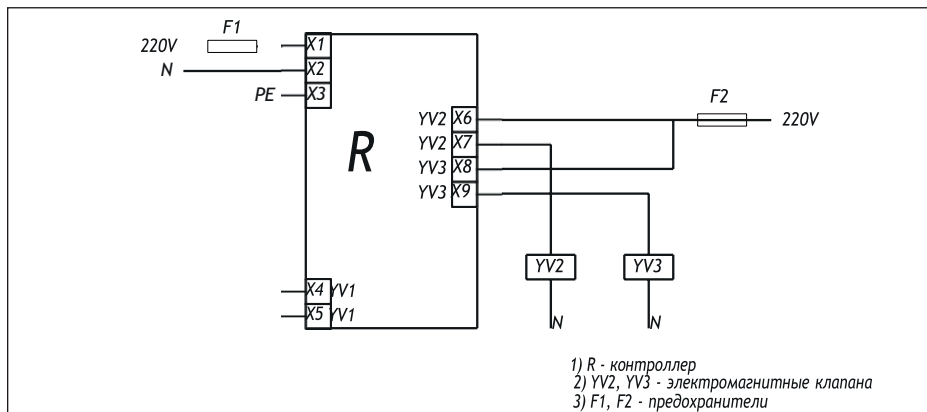 F1
220V
X1
N
X2
PE
X3
R
YV2 X6
F2
220V
YV2 X7
YV3 X8
YV3 X9
YV2
YV3
X4 YV1
X5 YV1
N
N
1) R - контроллер
2) YV2, YV3 - электромагнитные клапана
3) F1, F2 - предохранители